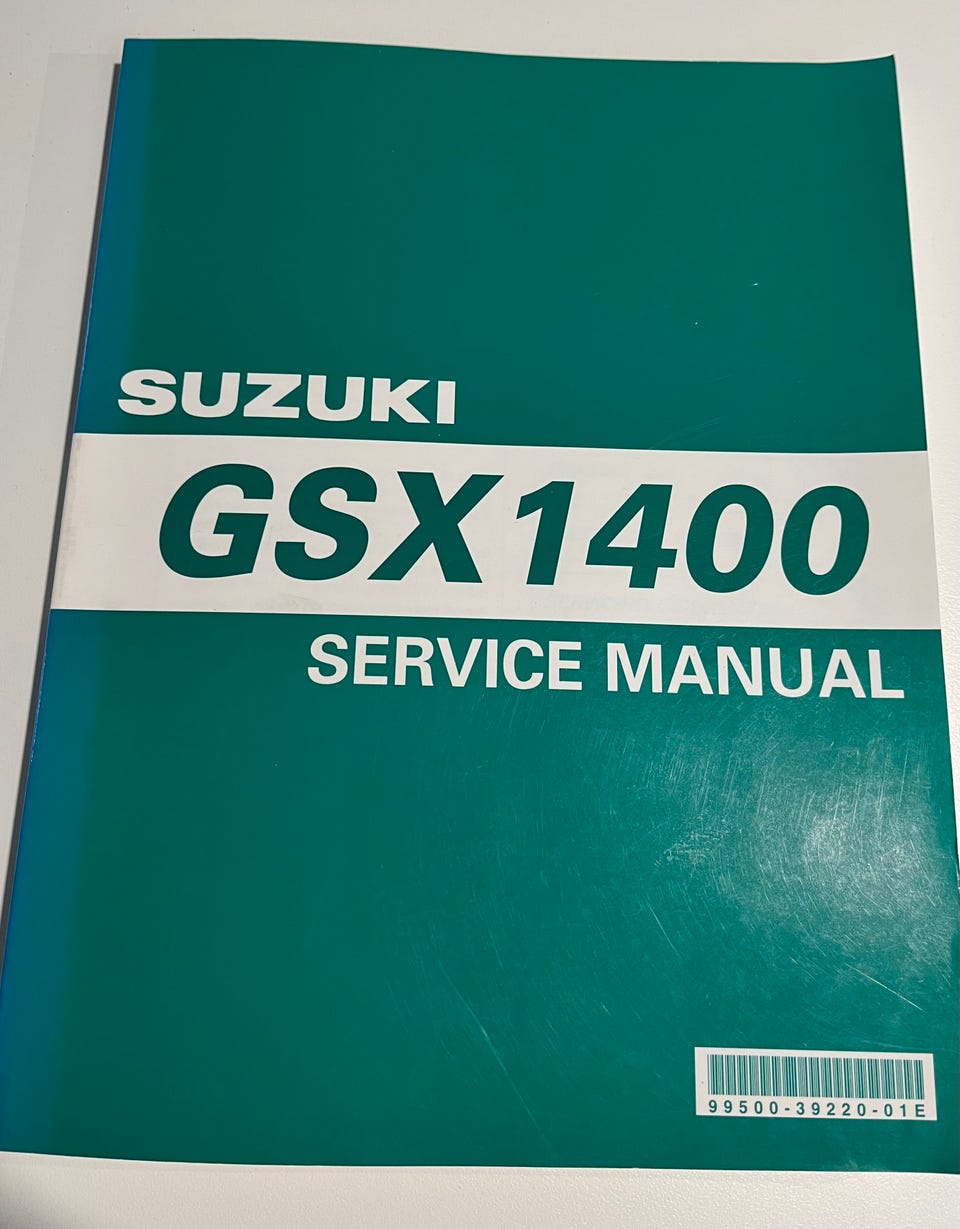 SUZUKI
GSX1400
SERVICE MANUAL
99500-39220-01E